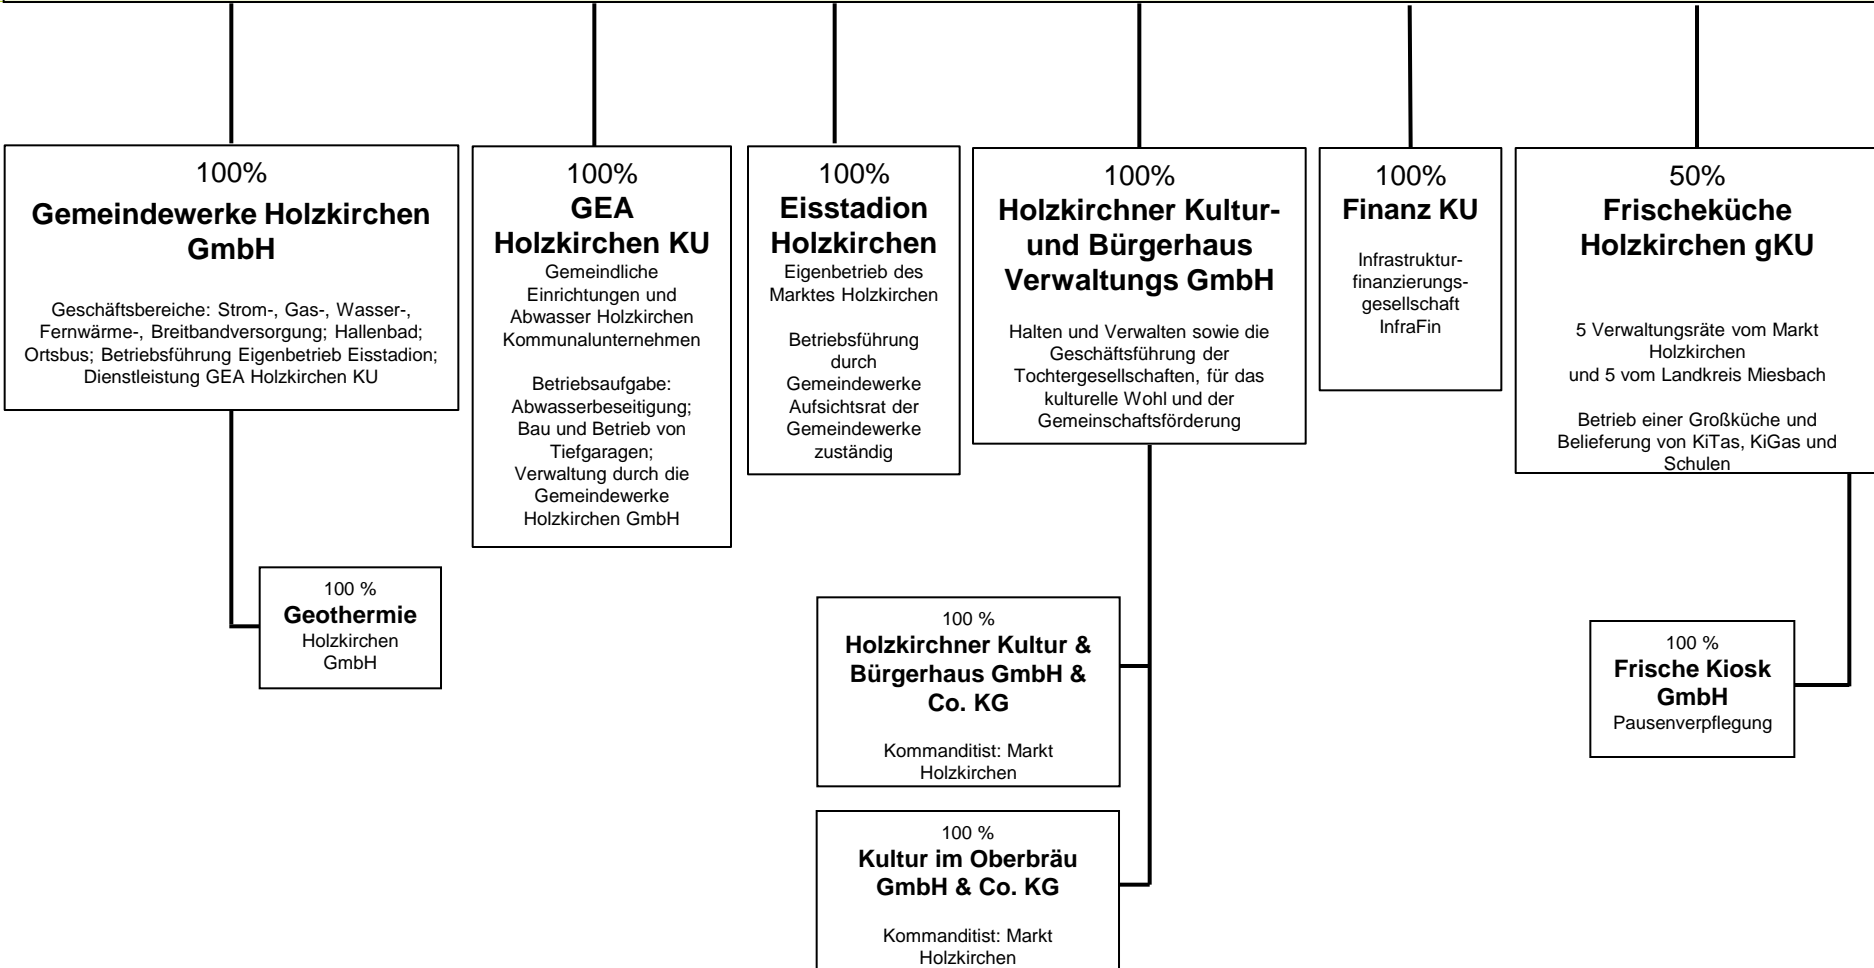 100%
Gemeindewerke Holzkirchen
GmbH
Geschäftsbereiche: Strom-, Gas-, Wasser-,
Fernwärme-, Breitbandversorgung; Hallenbad;
Ortsbus; Betriebsführung Eigenbetrieb Eisstadion;
Dienstleistung GEA Holzkirchen KU
100%
GEA
Holzkirchen KU
Gemeindliche
Einrichtungen und
Abwasser Holzkirchen
Kommunalunternehmen
Betriebsaufgabe:
Abwasserbeseitigung;
Bau und Betrieb von
Tiefgaragen;
Verwaltung durch die
Gemeindewerke
Holzkirchen GmbH
100%
Eisstadion
Holzkirchen
Eigenbetrieb des
Marktes Holzkirchen
Betriebsführung
durch
Gemeindewerke
Aufsichtsrat der
Gemeindewerke
zuständig
100%
Holzkirchner Kultur-
und Bürgerhaus
Verwaltungs GmbH
Halten und Verwalten sowie die
Geschäftsführung der
Tochtergesellschaften, für das
kulturelle Wohl und der
Gemeinschaftsförderung
100%
Finanz KU
Infrastruktur-
finanzierungs-
gesellschaft
InfraFin
50%
Frischeküche
Holzkirchen gKU
5 Verwaltungsräte vom Markt
Holzkirchen
und 5 vom Landkreis Miesbach
Betrieb einer Großküche und
Belieferung von KiTas, KiGas und
Schulen
100 %
Geothermie
Holzkirchen
GmbH
100 %
Holzkirchner Kultur &
Bürgerhaus GmbH &
Co. KG
Kommanditist: Markt
Holzkirchen
100 %
Kultur im Oberbräu
GmbH & Co. KG
Kommanditist: Markt
Holzkirchen
100 %
Frische Kiosk
GmbH
Pausenverpflegung